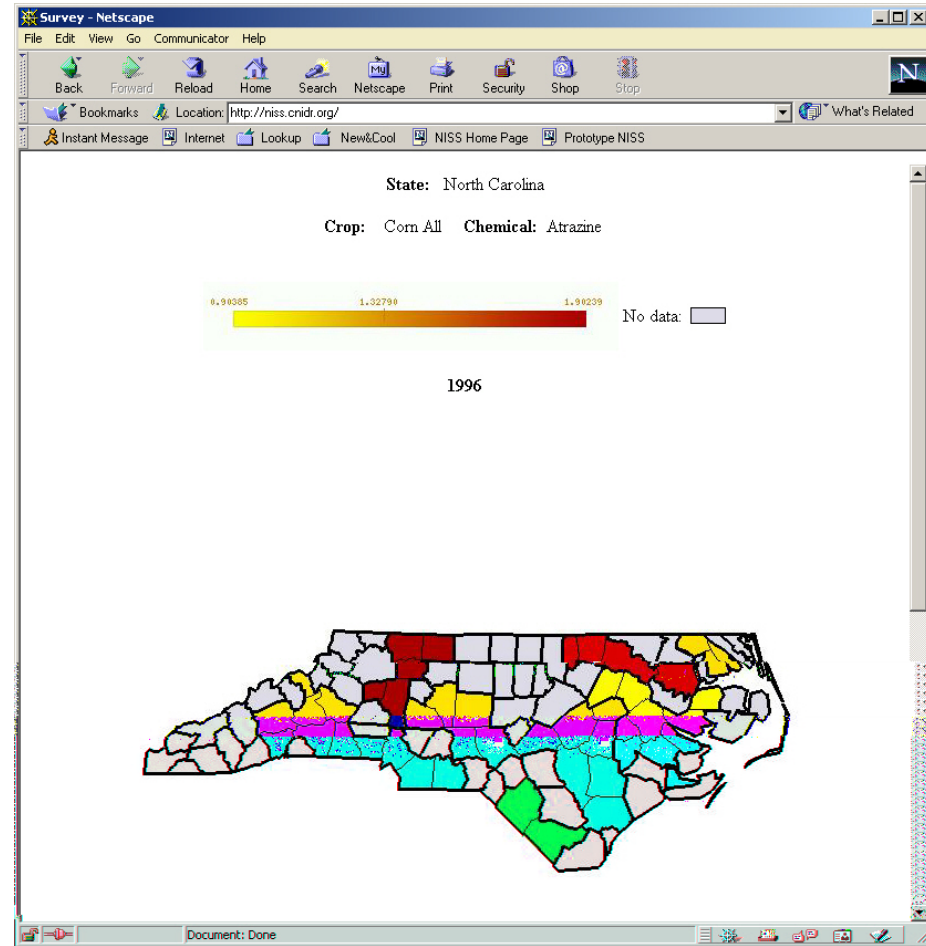 Survey - Netscape
File Edit View Go Communicator Help
Back Forward Reload Home Search Netscape Print Security Shop Stop
My
N
Bookmarks Location: http://niss.cnidr.org/ What's Related
Instant Message Internet Lookup New&Cool NISS Home Page Prototype NISS
State: North Carolina
Crop: Corn All Chemical: Atrazine
0.90385 1.32790 1.90239
No data:
1996
Document: Done